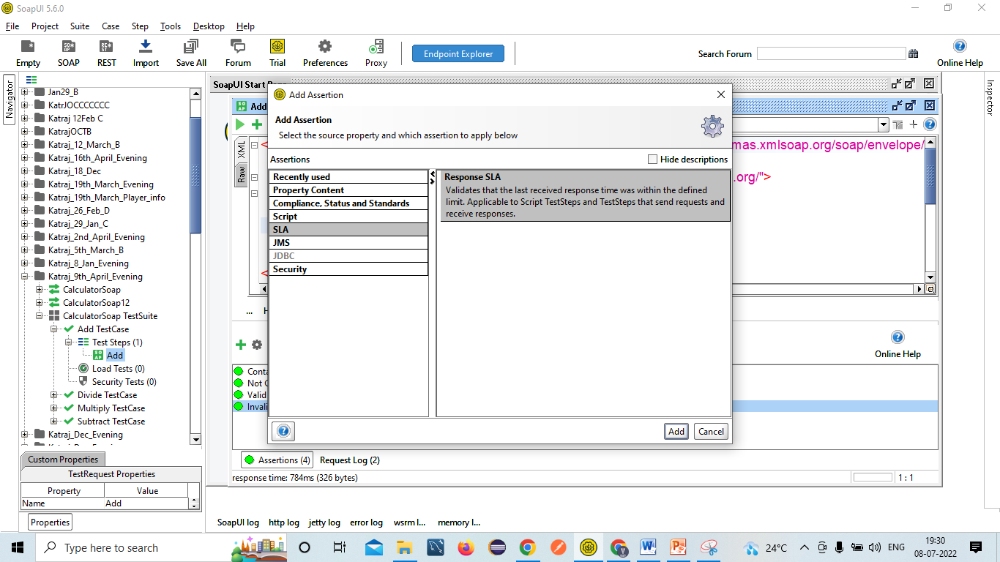 SoapUI 5.6.0
File Project Suite Case Step Tools Desktop Help
Empty SOAP REST Import Save All Forum Trial Preferences Proxy Endpoint Explorer Search Forum Online Help
Navigator
Inspector
Jan29_B
KatrJOCCCCCCC
Katraj 12Feb C
KatrajOCTB
Katraj_12_March_B
Katraj_16th_April_Evening
Katraj_18_Dec
Katraj_19th_March_Evening
Katraj_19th_March_Player_info
Katraj_26_Feb_D
Katraj_29_Jan_C
Katraj_2nd_April_Evening
Katraj_5th_March_B
Katraj_8_Jan_Evening
Katraj_9th_April_Evening
CalculatorSoap
CalculatorSoap12
CalculatorSoap TestSuite
Add TestCase
Test Steps (1)
Add
Load Tests (0)
Security Tests (0)
Divide TestCase
Multiply TestCase
Subtract TestCase
Katraj_Dec_Evening
Custom Properties
TestRequest Properties
Property Value
Name Add
Properties
SoapUI Start
Add
XML
Raw
mas.xmlsoap.org/soap/envelope/
.org/">
<
<
... H
Online Help
Conta
Not C
Valid
Invali
Assertions (4) Request Log (2)
response time: 784ms (326 bytes) 1 : 1
Add Assertion
Add Assertion
Select the source property and which assertion to apply below
Assertions Hide descriptions
Recently used
Property Content
Compliance, Status and Standards
Script
SLA
JMS
JDBC
Security
Response SLA
Validates that the last received response time was within the defined
limit. Applicable to Script TestSteps and TestSteps that send requests and
receive responses.
Add Cancel
SoapUI log http log jetty log error log wsrm l... memory l...
Type here to search
24°C ENG 19:30
08-07-2022